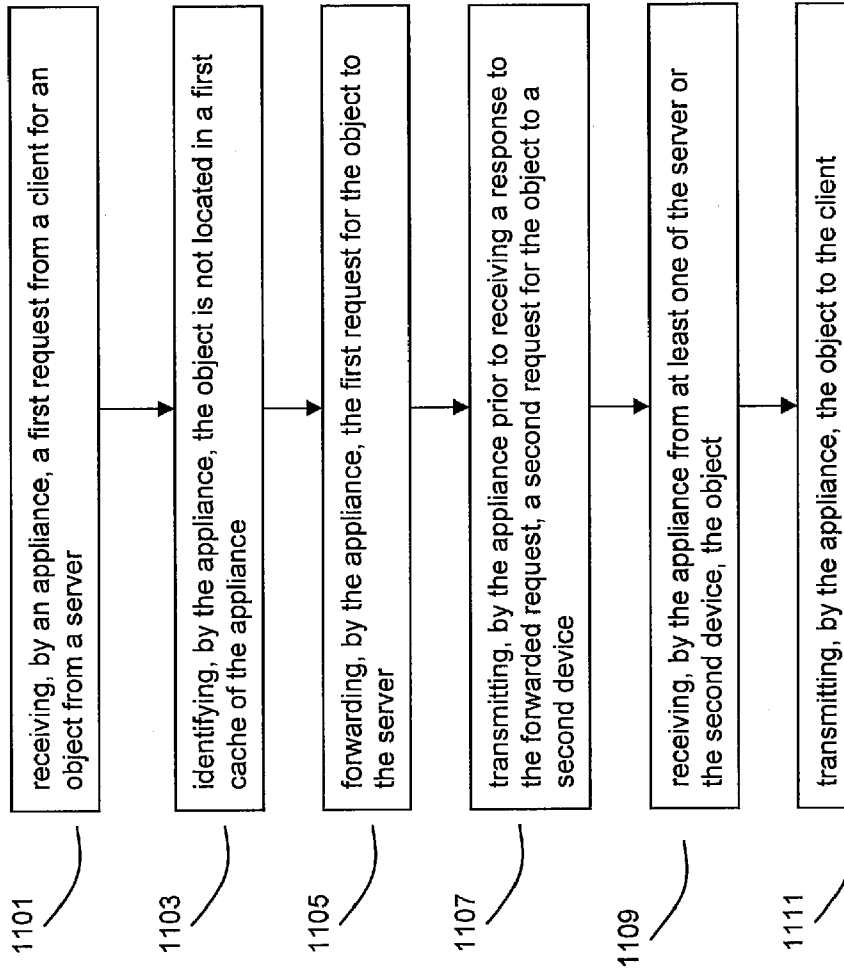 1101
receiving, by an appliance, a first request from a client for an
object from a server
1103
identifying, by the appliance, the object is not located in a first
cache of the appliance
1105
forwarding, by the appliance, the first request for the object to
the server
1107
transmitting, by the appliance prior to receiving a response to
the forwarded request, a second request for the object to a
second device
1109
receiving, by the appliance from at least one of the server or
the second device, the object
1111
transmitting, by the appliance, the object to the client